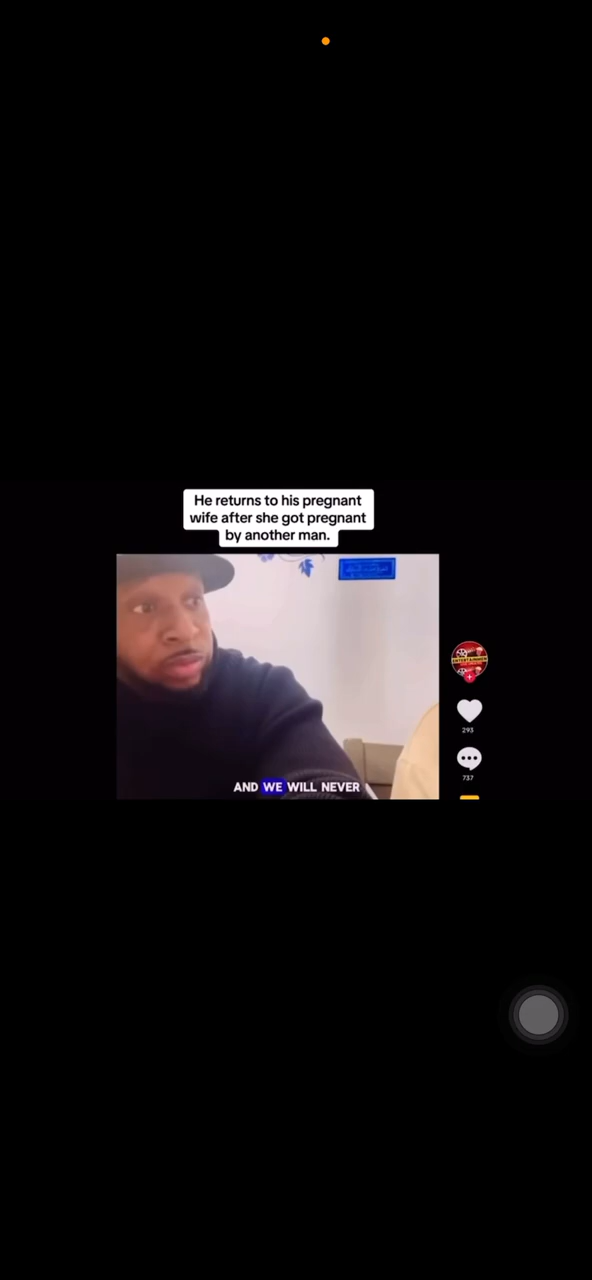 He returns to his pregnant
wife after she got pregnant
by another man.
ENTERTAINMEN
293
AND WE WILL NEVER
737